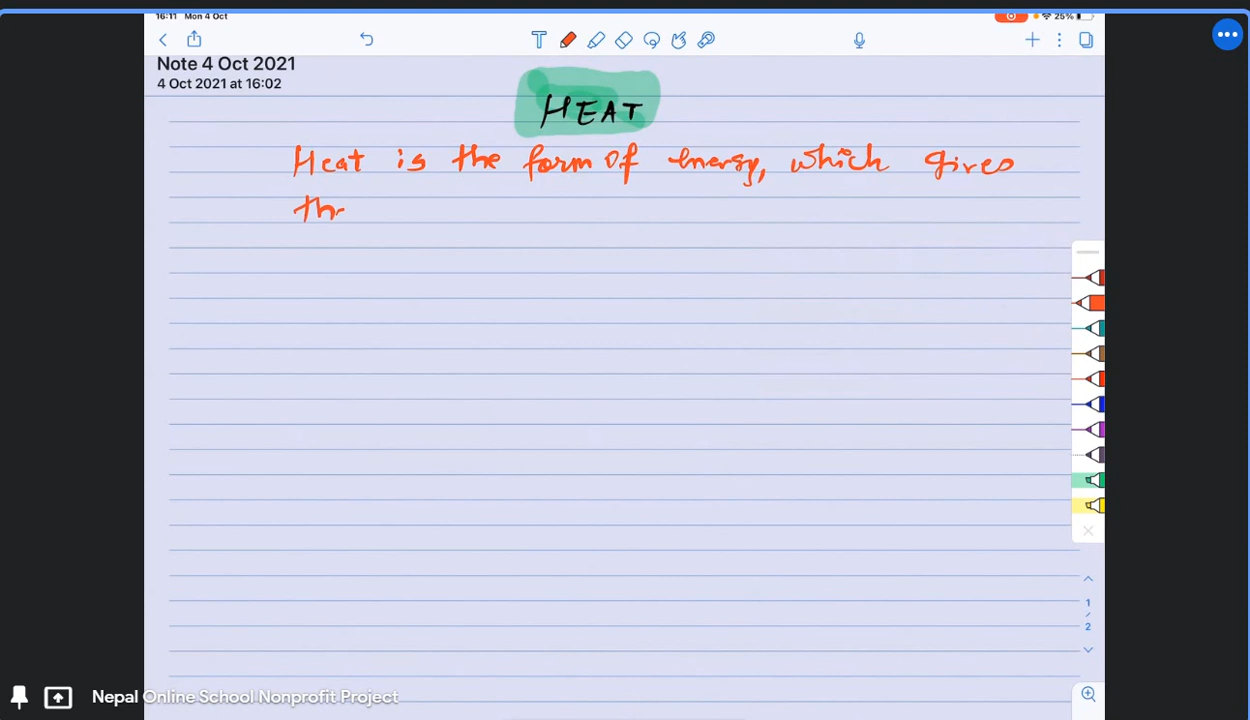 16:11 Mon 4 Oct
25%
Note 4 Oct 2021
4 Oct 2021 at 16:02
HEAT
Heat is the form of energy, which gives
the
1
2
Nepal Online School Nonprofit Project